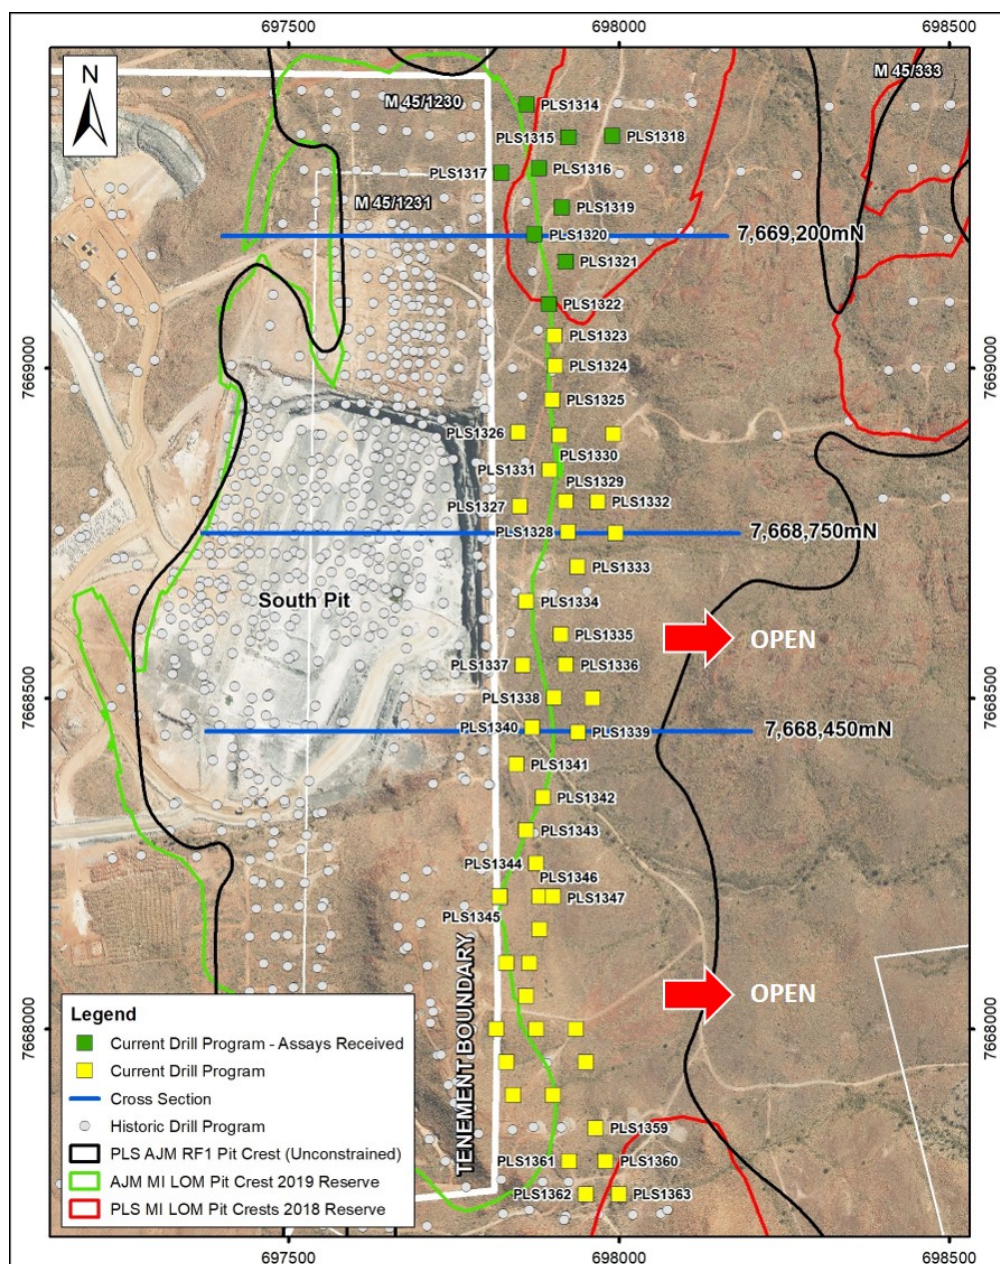 697500
698000
698500
N
M 45/1230
M 45/333
PLS1314
PLS1315
PLS1318
PLS1317
PLS1316
M 45/1231
PLS1319
PLS1320
7,669,200mN
PLS1321
PLS1322
PLS1323
7669000
7669000
PLS1324
PLS1325
PLS1326
PLS1330
PLS1331
PLS1329
PLS1327
PLS1332
PLS1328
7,668,750mN
PLS1333
South Pit
PLS1334
PLS1335
OPEN
PLS1337
PLS1336
7668500
7668500
PLS1338
PLS1340
PLS1339
7,668,450mN
PLS1341
PLS1342
PLS1343
PLS1344
PLS1346
PLS1347
PLS1345
TENEMENT BOUNDARY
OPEN
7668000
7668000
Legend
Current Drill Program - Assays Received
Current Drill Program
Cross Section
Historic Drill Program
PLS AJM RF1 Pit Crest (Unconstrained)
AJM MI LOM Pit Crest 2019 Reserve
PLS MI LOM Pit Crests 2018 Reserve
PLS1359
PLS1361
PLS1360
PLS1362
PLS1363
697500
698000
698500